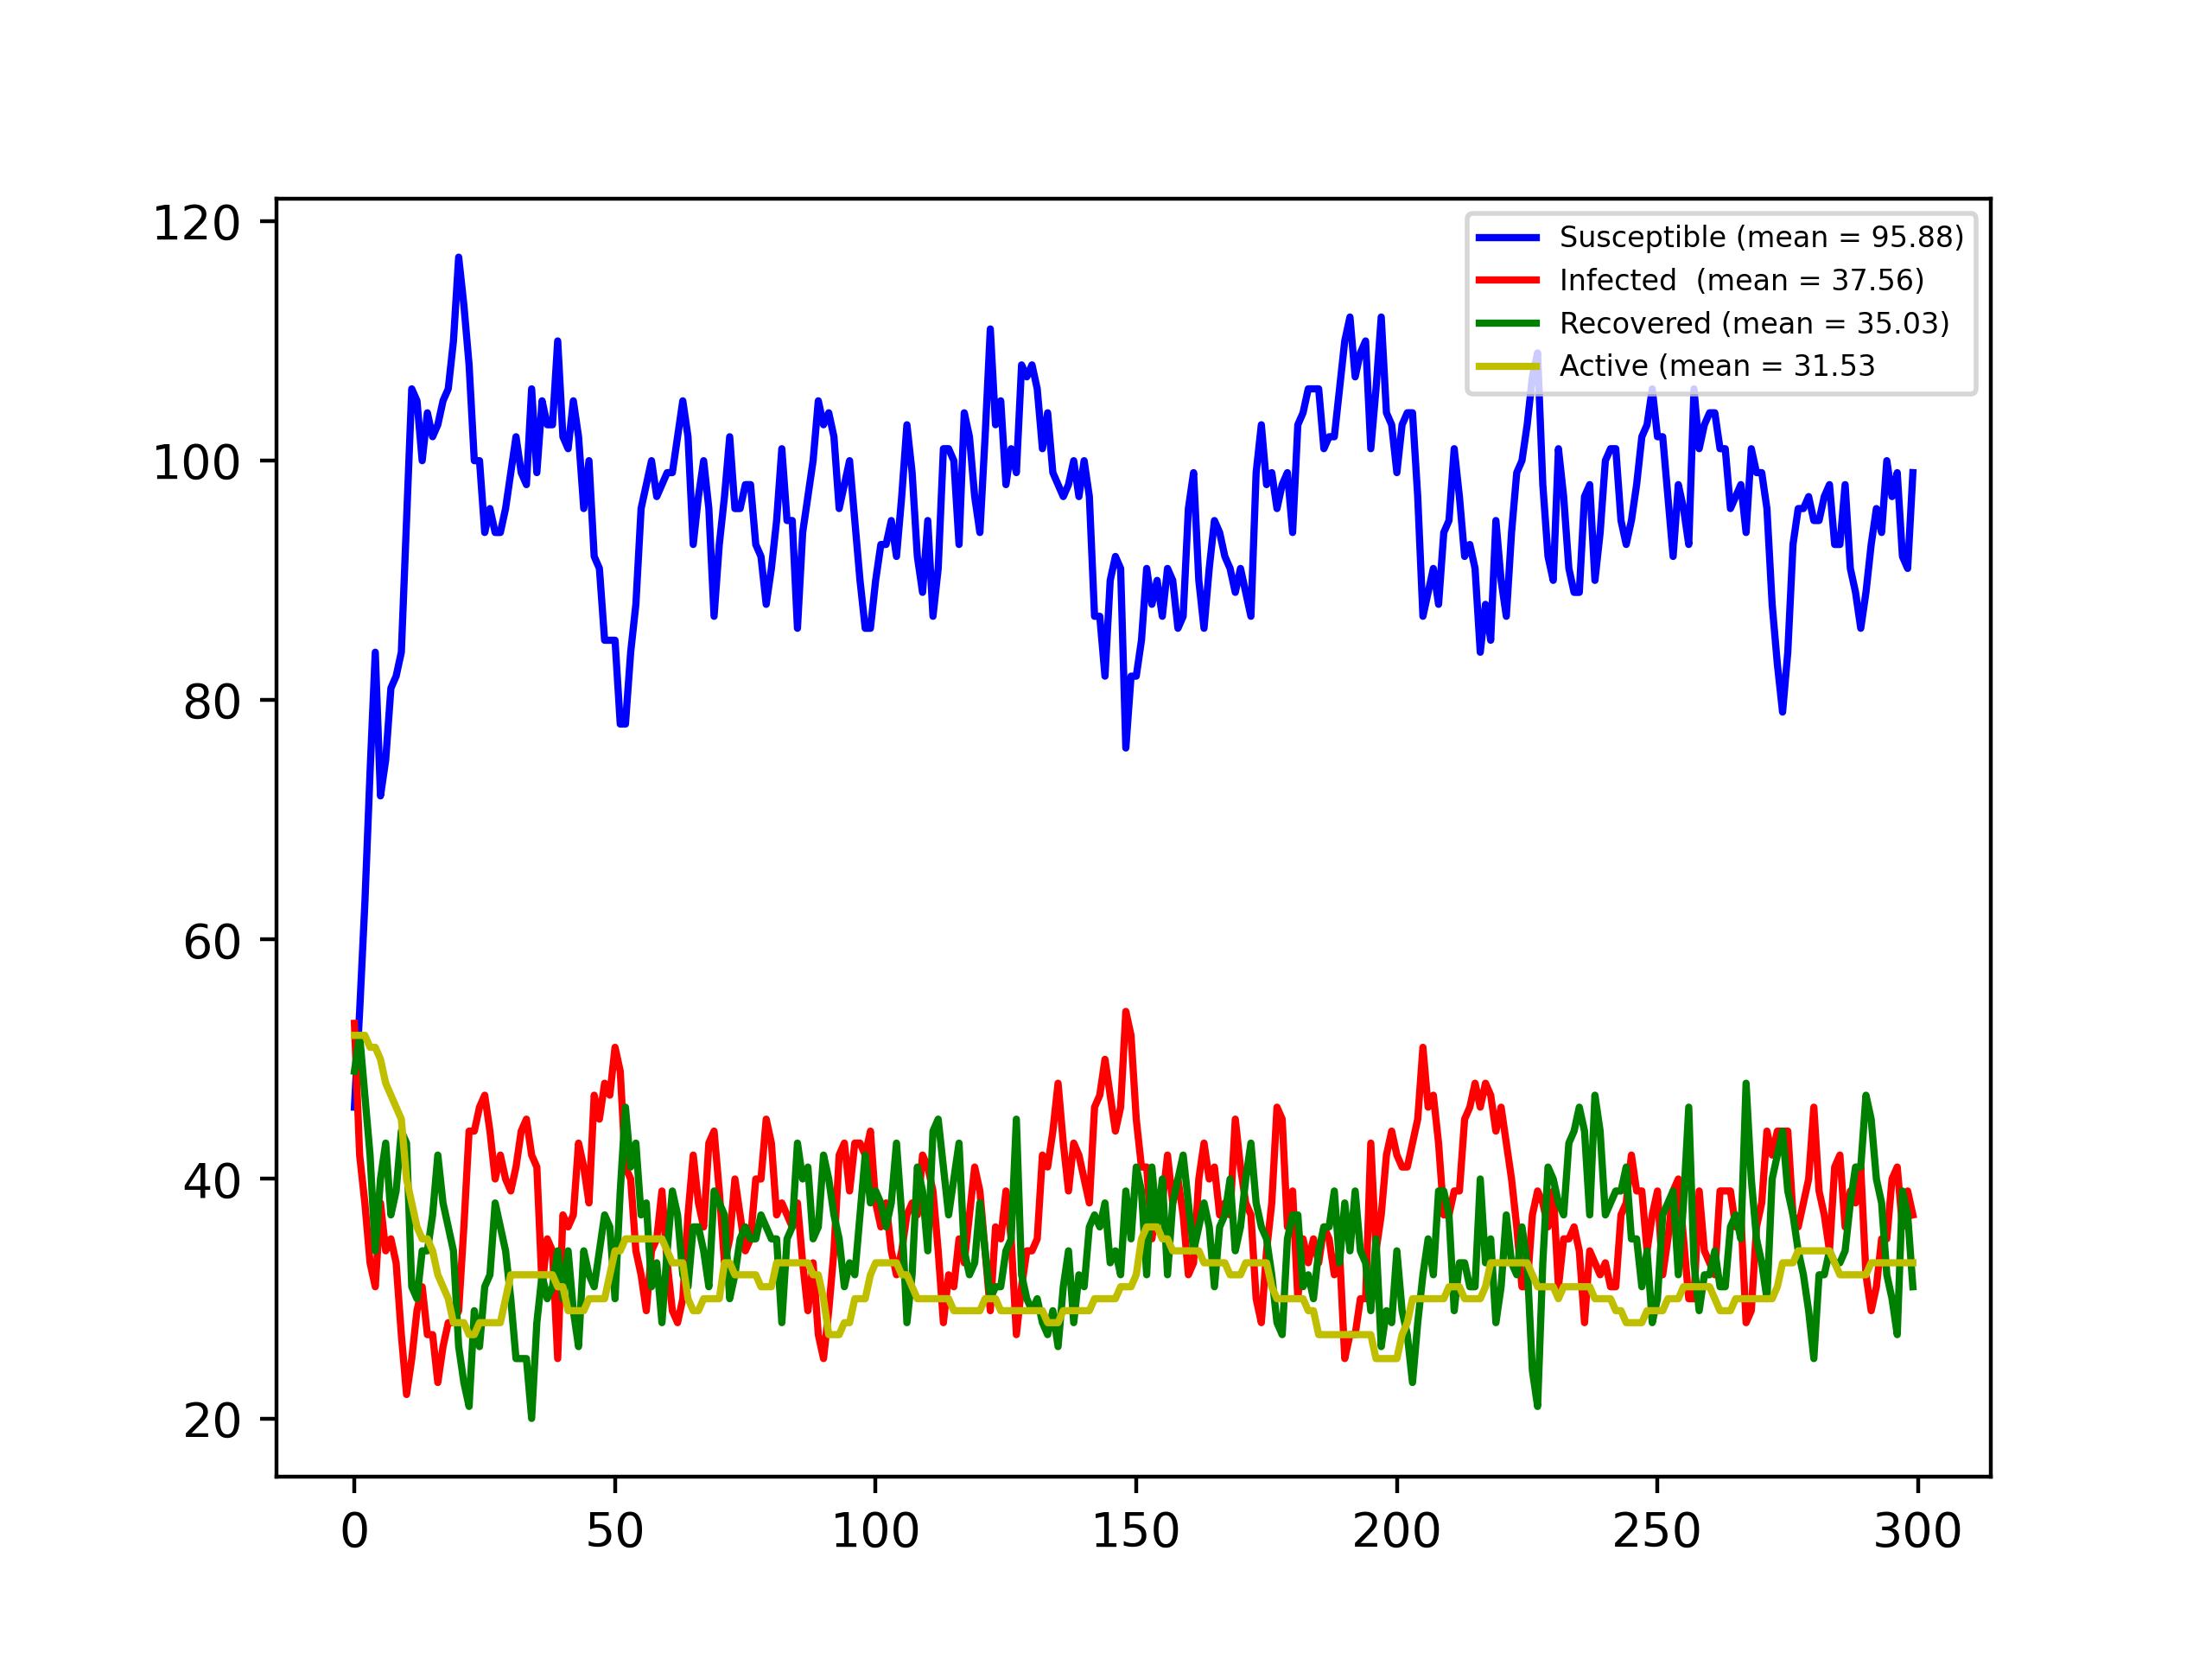 120
100
80
60
40
20
0 50 100 150 200 250 300
Susceptible (mean = 95.88)
Infected  (mean = 37.56)
Recovered (mean = 35.03)
Active (mean = 31.53